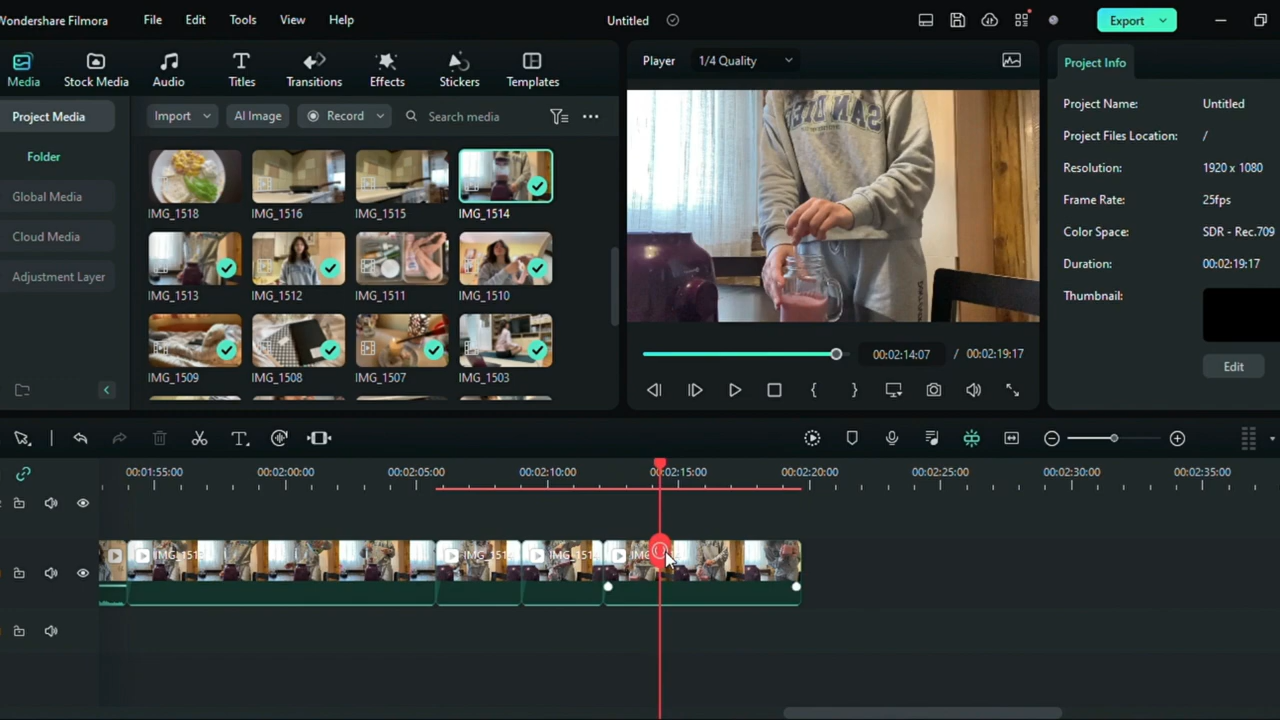 Wondershare Filmora
File
Edit
Tools
View
Help
Untitled
Export
Media
Stock Media
Audio
Titles
Transitions
Effects
Stickers
Templates
Player
1/4 Quality
Project Info
Project Media
Import
AI Image
Record
Search media
Folder
Global Media
Cloud Media
Adjustment Layer
IMG_1518
IMG_1516
IMG_1515
IMG_1514
IMG_1513
IMG_1512
IMG_1511
IMG_1510
IMG_1509
IMG_1508
IMG_1507
IMG_1503
00:02:14:07
/ 00:02:19:17
Project Name:
Untitled
Project Files Location:
/
Resolution:
1920 x 1080
Frame Rate:
25fps
Color Space:
SDR - Rec.709
Duration:
00:02:19:17
Thumbnail:
Edit
00:01:55:00
00:02:00:00
00:02:05:00
00:02:10:00
00:02:15:00
00:02:20:00
00:02:25:00
00:02:30:00
00:02:35:00